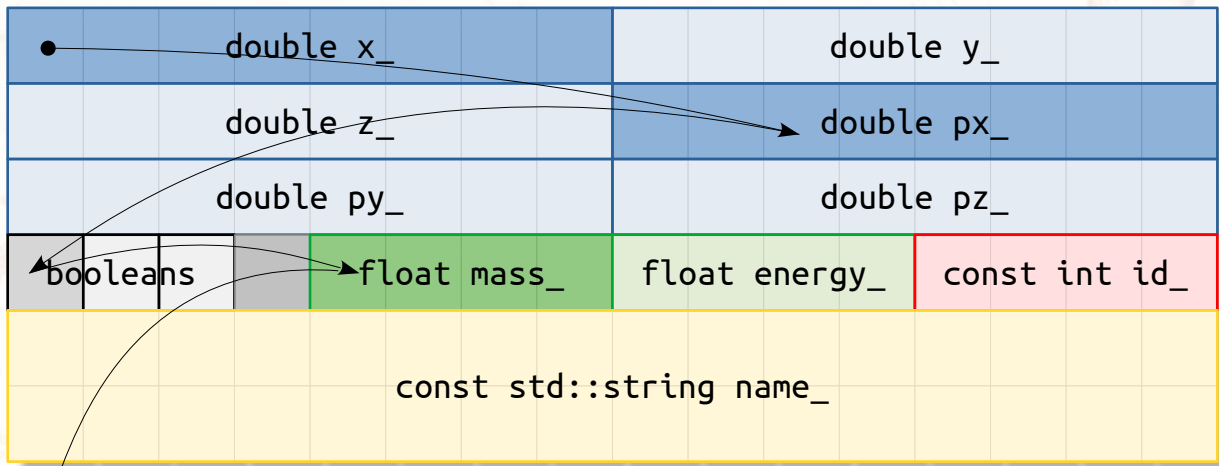 double x_ double y_
double z_ double px_
double py_ double pz_
booleans float mass_ float energy_ const int id_
const std::string name_